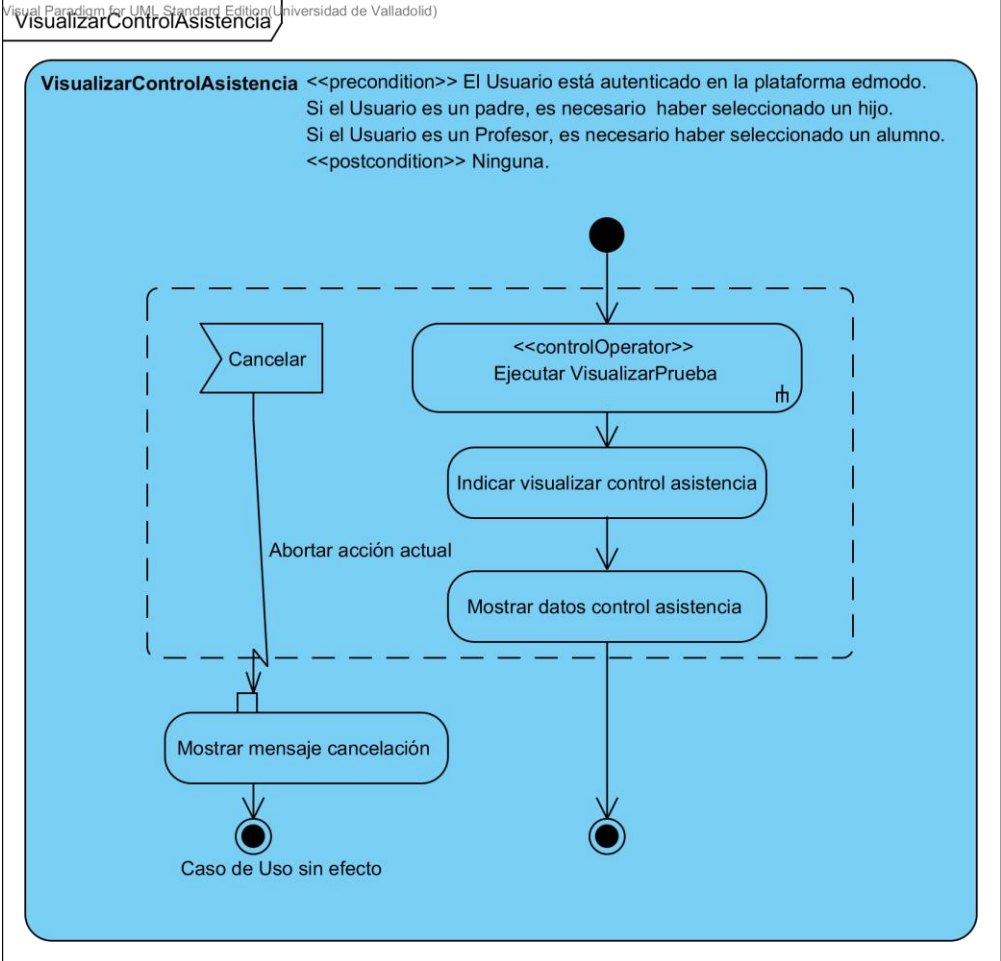 Visual Paradigm for UML Standard Edition(Universidad de Valladolid)
VisualizarControlAsistencia
VisualizarControlAsistencia <<precondition>> El Usuario está autenticado en la plataforma edmodo.
Si el Usuario es un padre, es necesario haber seleccionado un hijo.
Si el Usuario es un Profesor, es necesario haber seleccionado un alumno.
<<postcondition>> Ninguna.
Cancelar
<<controlOperator>>
Ejecutar VisualizarPrueba
Indicar visualizar control asistencia
Abortar acción actual
Mostrar datos control asistencia
Mostrar mensaje cancelación
Caso de Uso sin efecto